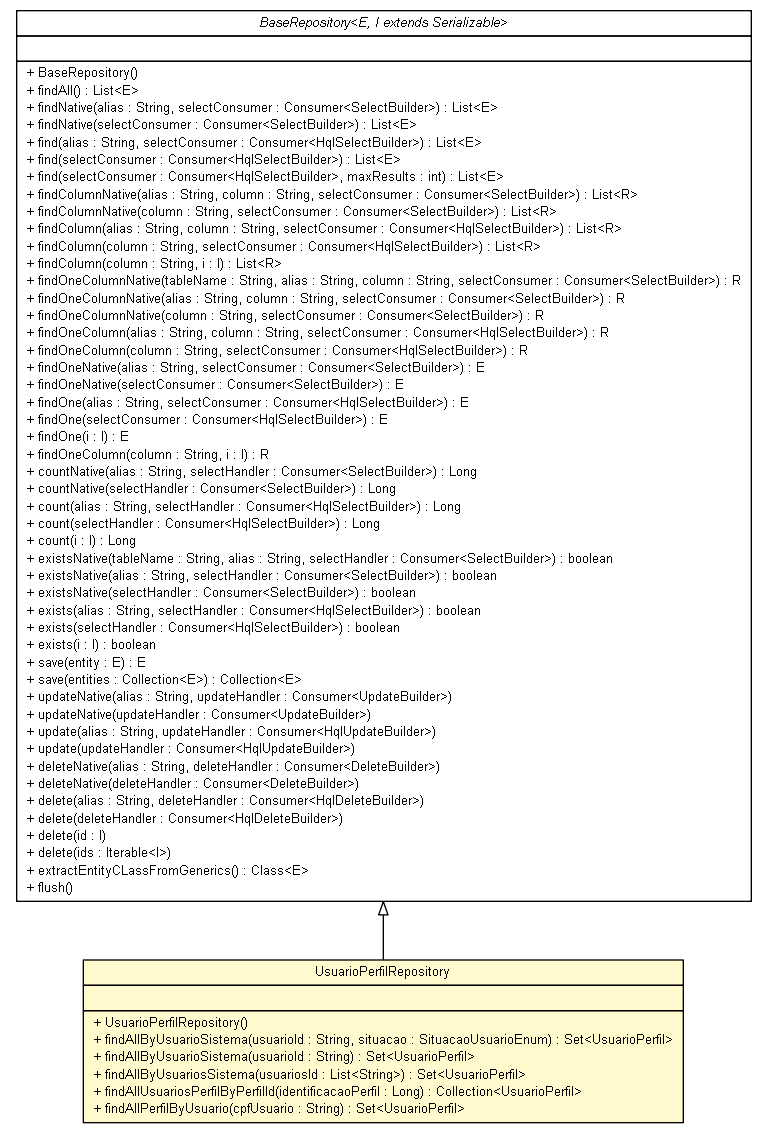 BaseRepository<E, I extends Serializable>
+ BaseRepository()
+ findAll() : List<E>
+ findNative(alias : String, selectConsumer : Consumer<SelectBuilder>) : List<E>
+ findNative(selectConsumer : Consumer<SelectBuilder>) : List<E>
+ find(alias : String, selectConsumer : Consumer<HqlSelectBuilder>) : List<E>
+ find(selectConsumer : Consumer<HqlSelectBuilder>) : List<E>
+ find(selectConsumer : Consumer<HqlSelectBuilder>, maxResults : int) : List<E>
+ findColumnNative(alias : String, column : String, selectConsumer : Consumer<SelectBuilder>) : List<R>
+ findColumnNative(column : String, selectConsumer : Consumer<SelectBuilder>) : List<R>
+ findColumn(alias : String, column : String, selectConsumer : Consumer<HqlSelectBuilder>) : List<R>
+ findColumn(column : String, selectConsumer : Consumer<HqlSelectBuilder>) : List<R>
+ findColumn(column : String, i : I) : List<R>
+ findOneColumnNative(tableName : String, alias : String, column : String, selectConsumer : Consumer<SelectBuilder>) : R
+ findOneColumnNative(alias : String, column : String, selectConsumer : Consumer<SelectBuilder>) : R
+ findOneColumnNative(column : String, selectConsumer : Consumer<SelectBuilder>) : R
+ findOneColumn(alias : String, column : String, selectConsumer : Consumer<HqlSelectBuilder>) : R
+ findOneColumn(column : String, selectConsumer : Consumer<HqlSelectBuilder>) : R
+ findOneNative(alias : String, selectConsumer : Consumer<SelectBuilder>) : E
+ findOneNative(selectConsumer : Consumer<SelectBuilder>) : E
+ findOne(alias : String, selectConsumer : Consumer<HqlSelectBuilder>) : E
+ findOne(selectConsumer : Consumer<HqlSelectBuilder>) : E
+ findOne(i : I) : E
+ findOneColumn(column : String, i : I) : R
+ countNative(alias : String, selectHandler : Consumer<SelectBuilder>) : Long
+ countNative(selectHandler : Consumer<SelectBuilder>) : Long
+ count(alias : String, selectHandler : Consumer<HqlSelectBuilder>) : Long
+ count(selectHandler : Consumer<HqlSelectBuilder>) : Long
+ count(i : I) : Long
+ existsNative(tableName : String, alias : String, selectHandler : Consumer<SelectBuilder>) : boolean
+ existsNative(alias : String, selectHandler : Consumer<SelectBuilder>) : boolean
+ existsNative(selectHandler : Consumer<SelectBuilder>) : boolean
+ exists(alias : String, selectHandler : Consumer<HqlSelectBuilder>) : boolean
+ exists(selectHandler : Consumer<HqlSelectBuilder>) : boolean
+ exists(i : I) : boolean
+ save(entity : E) : E
+ save(entities : Collection<E>) : Collection<E>
+ updateNative(alias : String, updateHandler : Consumer<UpdateBuilder>)
+ updateNative(updateHandler : Consumer<UpdateBuilder>)
+ update(alias : String, updateHandler : Consumer<HqlUpdateBuilder>)
+ update(updateHandler : Consumer<HqlUpdateBuilder>)
+ deleteNative(alias : String, deleteHandler : Consumer<DeleteBuilder>)
+ deleteNative(deleteHandler : Consumer<DeleteBuilder>)
+ delete(alias : String, deleteHandler : Consumer<HqlDeleteBuilder>)
+ delete(deleteHandler : Consumer<HqlDeleteBuilder>)
+ delete(id : I)
+ delete(ids : Iterable<I>)
+ extractEntityCLassFromGenerics() : Class<E>
+ flush()
UsuarioPerfilRepository
+ UsuarioPerfilRepository()
+ findAllByUsuarioSistema(usuarioId : String, situacao : SituacaoUsuarioEnum) : Set<UsuarioPerfil>
+ findAllByUsuarioSistema(usuarioId : String) : Set<UsuarioPerfil>
+ findAllByUsuariosSistema(usuariosId : List<String>) : Set<UsuarioPerfil>
+ findAllUsuariosPerfilByPerfilId(identificacaoPerfil : Long) : Collection<UsuarioPerfil>
+ findAllPerfilByUsuario(cpfUsuario : String) : Set<UsuarioPerfil>